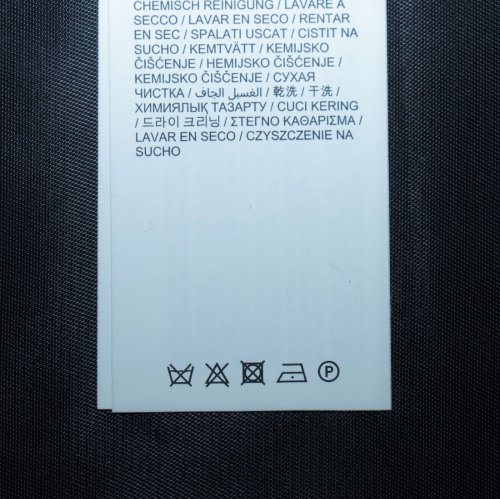 CHEMISCH REINIGUNG / LAVARE A
SECCO / LAVAR EN SECO / RENTAR
EN SEC / SPALATI USCAT / CISTIT NA
SUCHO / KEMTVÄTT / KEMIJSKO
ČIŠĆENJE / HEMIJSKO ČIŠĆENJE /
KEMIJSKO ČIŠČENJE / СУХАЯ
ЧИСТКА / الغسيل الجاف / 乾洗 / 干洗 /
ХИМИЯЛЫҚ ТАЗАРТУ / CUCI KERING
/ 드라이 크리닝 / ΣΤΕΓΝΟ ΚΑΘΑΡΙΣΜΑ /
LAVAR EN SECO / CZYSZCZENIE NA
SUCHO
P